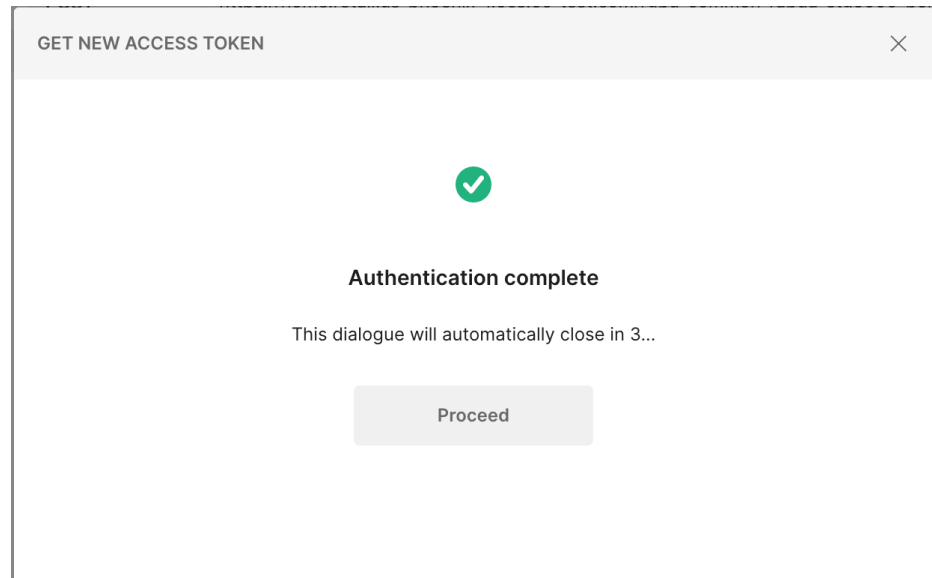 GET NEW ACCESS TOKEN
Authentication complete
This dialogue will automatically close in 3...
Proceed